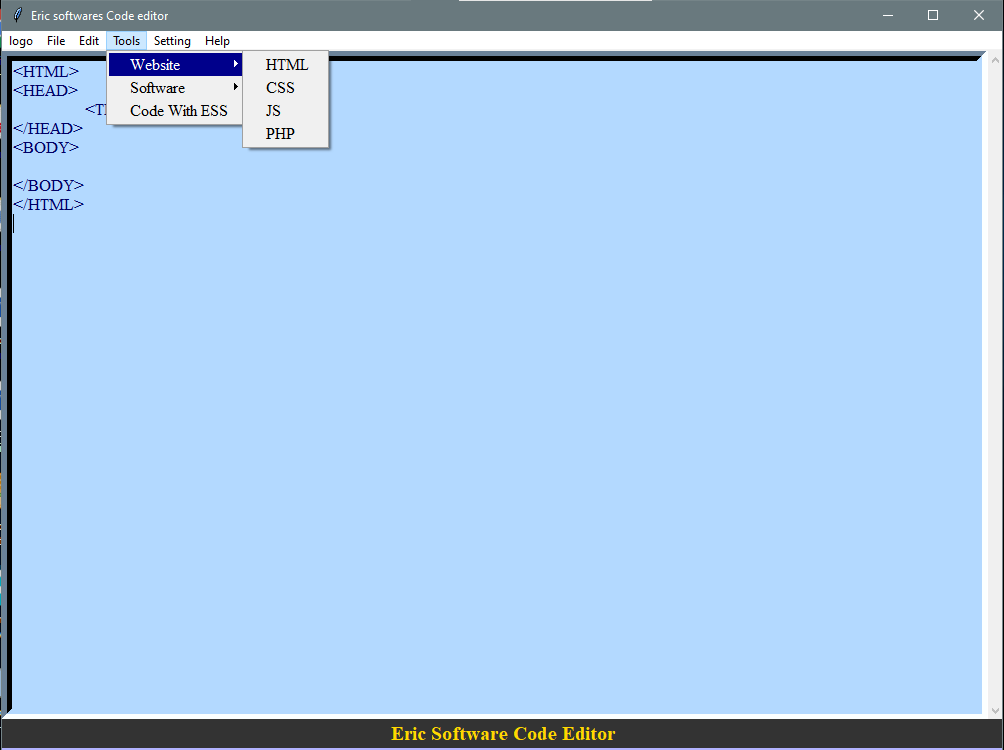 Eric softwares Code editor
logo File Edit Tools Setting Help
Website
Software
Code With ESS
HTML
CSS
JS
PHP
<HTML>
<HEAD>
</HEAD>
<BODY>
</BODY>
</HTML>
Eric Software Code Editor